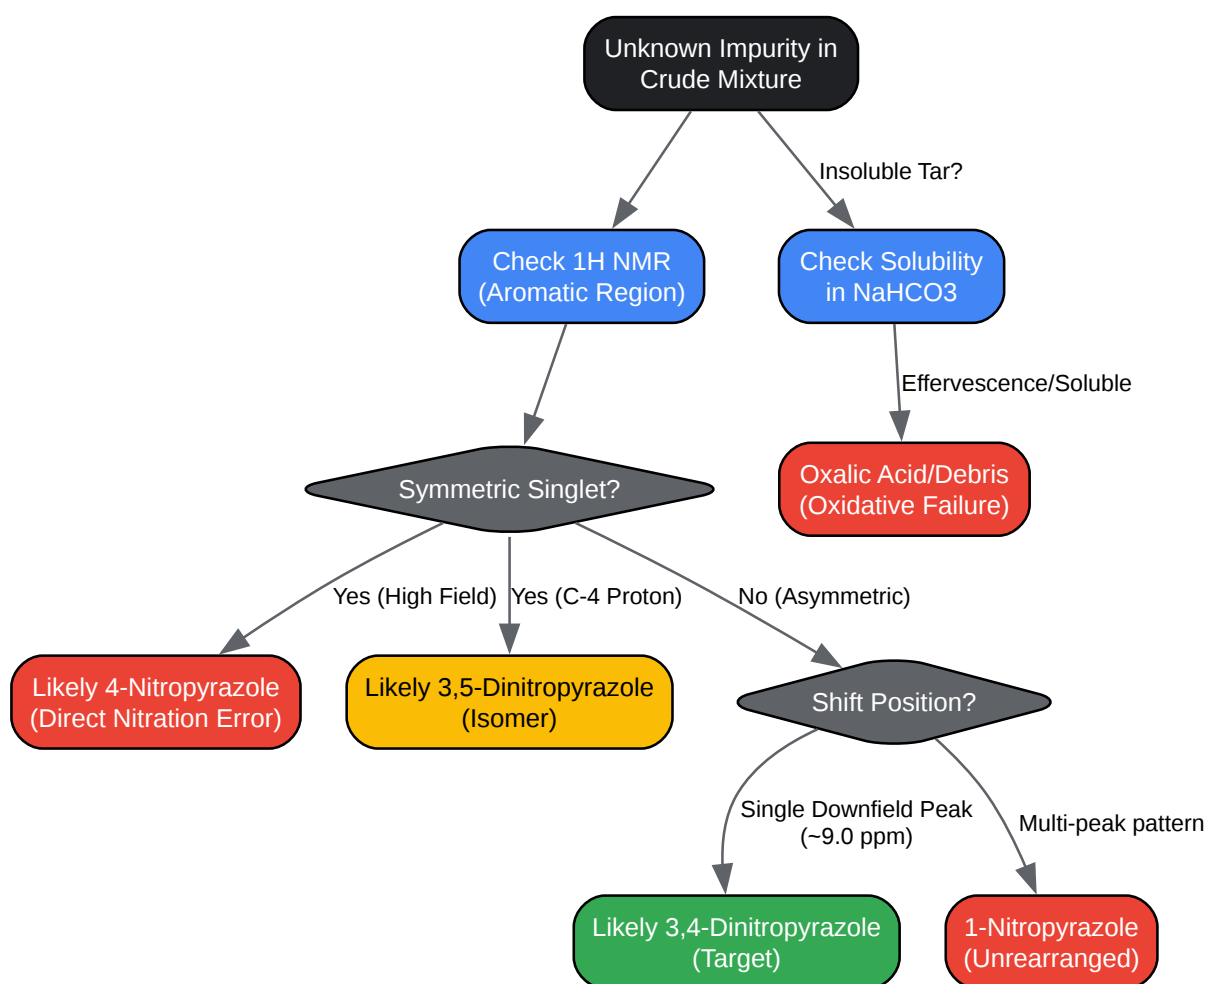 Unknown Impurity in
Crude Mixture
Insoluble Tar?
Check 1H NMR
(Aromatic Region)
Check Solubility
in NaHCO3
Effervescence/Soluble
Symmetric Singlet?
Oxalic Acid/Debris
(Oxidative Failure)
Yes (High Field)
Yes (C-4 Proton)
No (Asymmetric)
Likely 4-Nitropyrazole
(Direct Nitration Error)
Likely 3,5-Dinitropyrazole
(Isomer)
Shift Position?
Single Downfield Peak
(~9.0 ppm)
Multi-peak pattern
Likely 3,4-Dinitropyrazole
(Target)
1-Nitropyrazole
(Unrearranged)